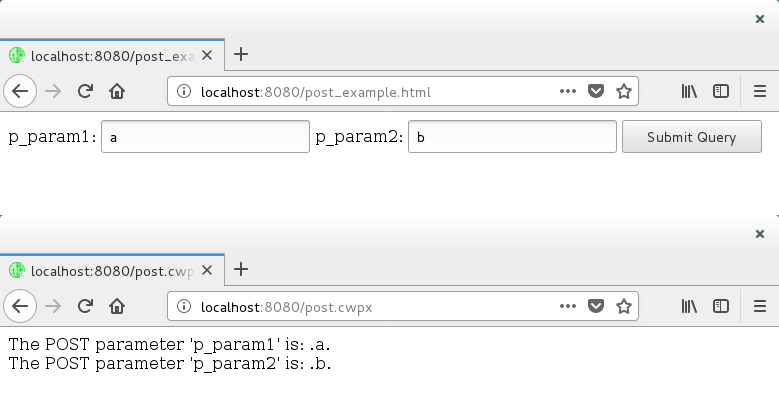 localhost:8080/post_exa
localhost:8080/post_example.html
p_param1: a p_param2: b Submit Query
localhost:8080/post.cwp
localhost:8080/post.cwpx
The POST parameter 'p_param1' is: .a.
The POST parameter 'p_param2' is: .b.